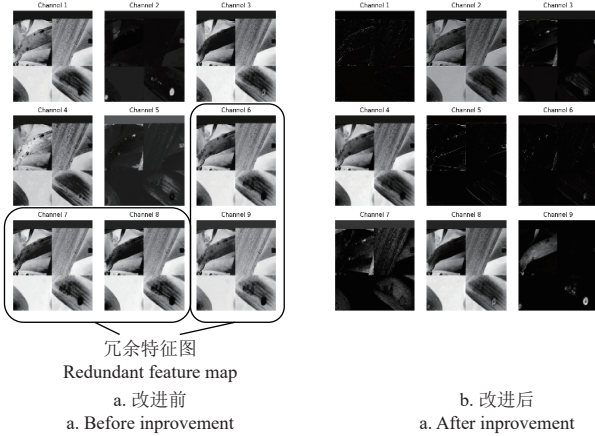 Channel 1
Channel 2
Channel 3
Channel 4
Channel 5
Channel 6
Channel 7
Channel 8
Channel 9
冗余特征图
Redundant feature map
a. 改进前
a. Before inprovement
Channel 1
Channel 2
Channel 3
Channel 4
Channel 5
Channel 6
Channel 7
Channel 8
Channel 9
b. 改进后
a. After inprovement